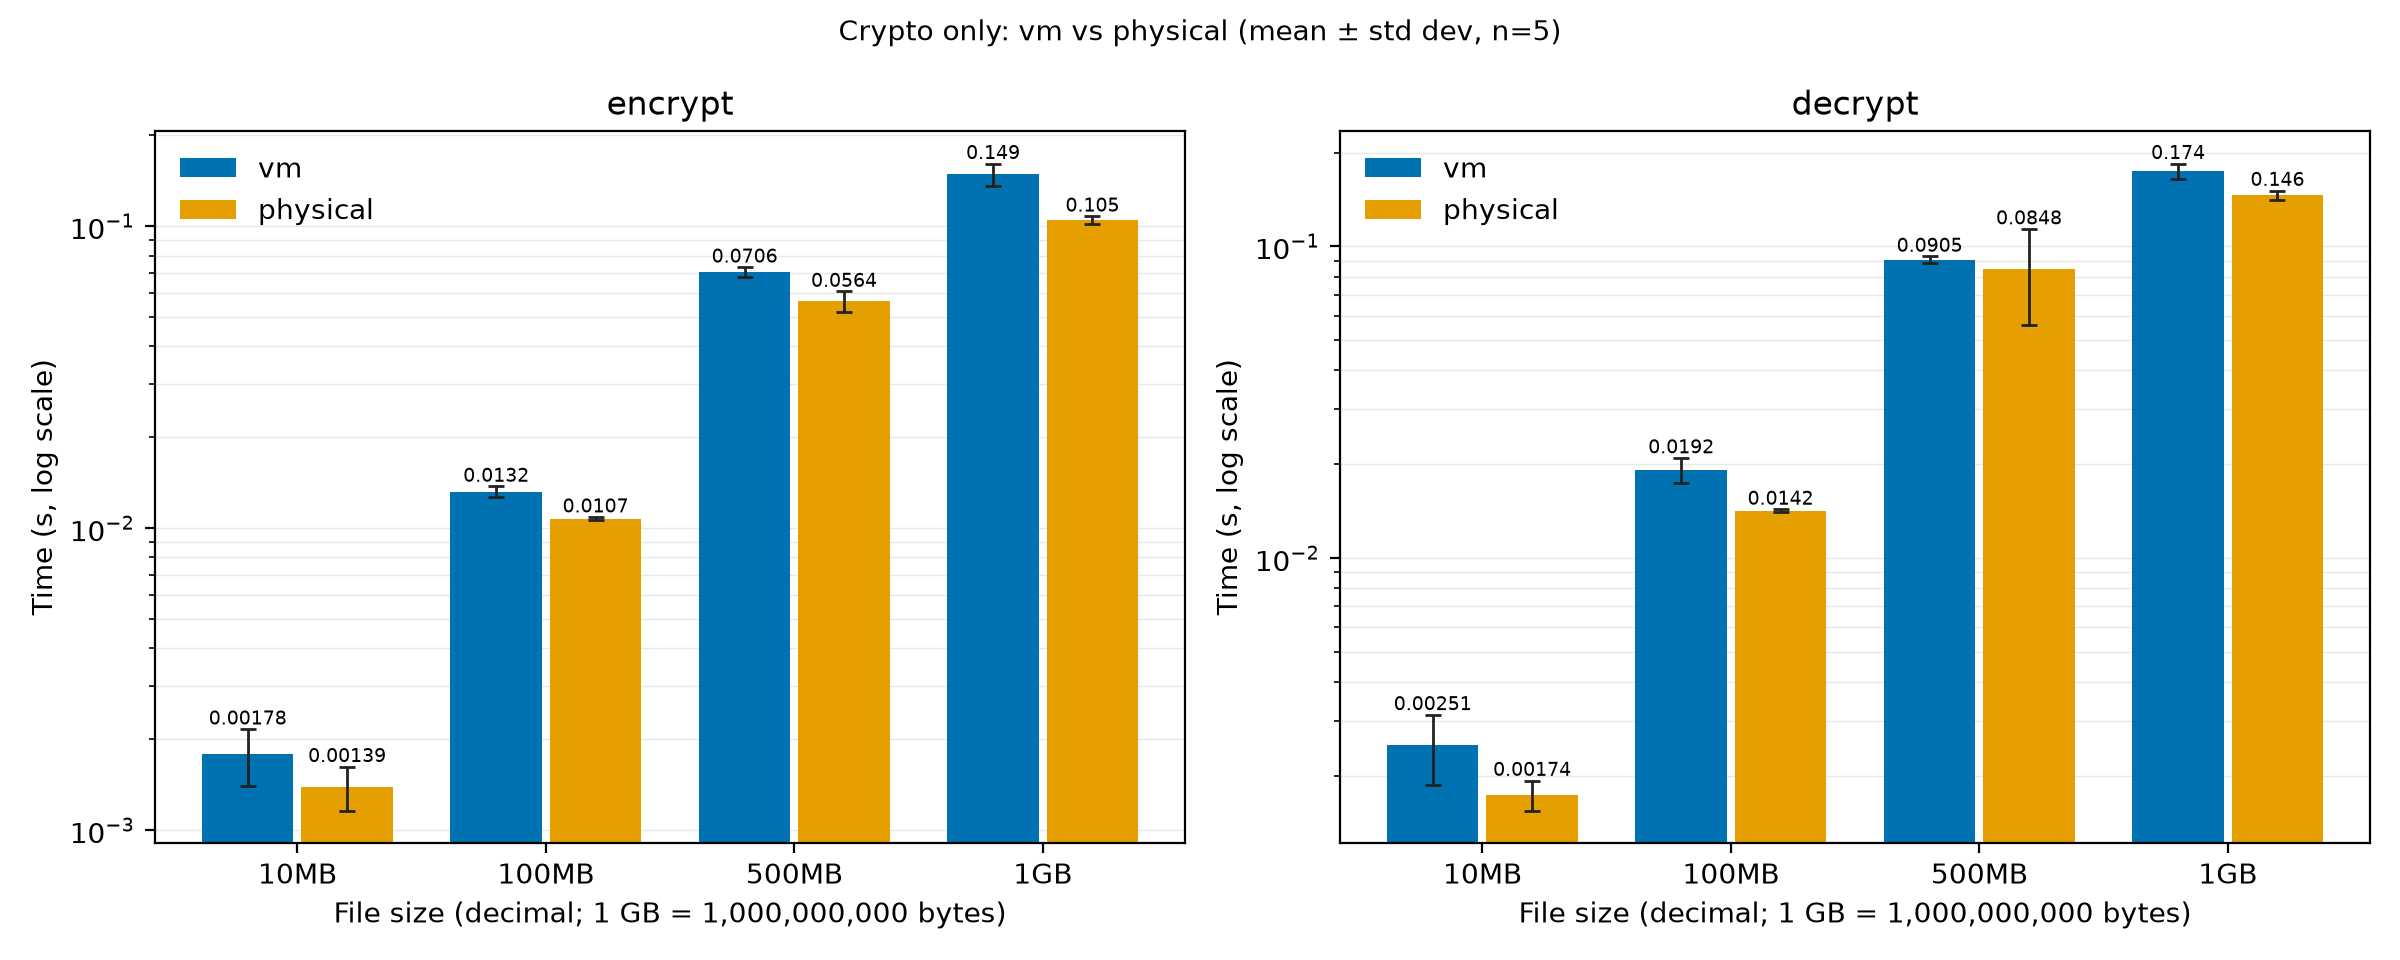 Crypto only: vm vs physical (mean ± std dev, n=5)
encrypt
vm
physical
Time (s, log scale)
10⁻¹
10⁻²
10⁻³
0.00178
0.00139
0.0132
0.0107
0.0706
0.0564
0.149
0.105
10MB
100MB
500MB
1GB
File size (decimal; 1 GB = 1,000,000,000 bytes)
decrypt
vm
physical
Time (s, log scale)
10⁻¹
10⁻²
0.00251
0.00174
0.0192
0.0142
0.0905
0.0848
0.174
0.146
10MB
100MB
500MB
1GB
File size (decimal; 1 GB = 1,000,000,000 bytes)